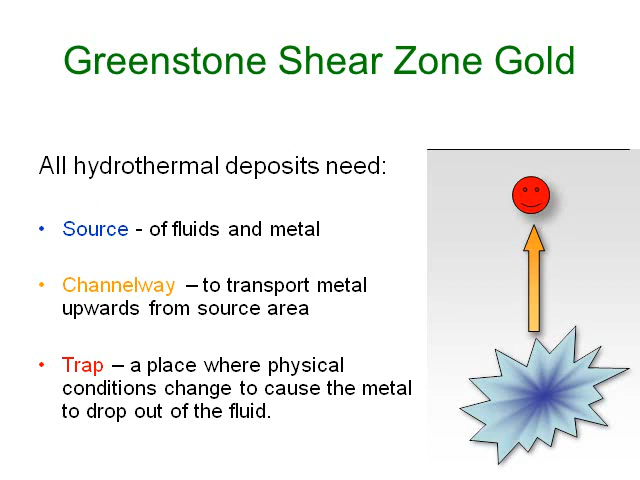 Greenstone Shear Zone Gold
All hydrothermal deposits need:
• Source - of fluids and metal
• Channelway – to transport metal
upwards from source area
• Trap – a place where physical
conditions change to cause the metal
to drop out of the fluid.